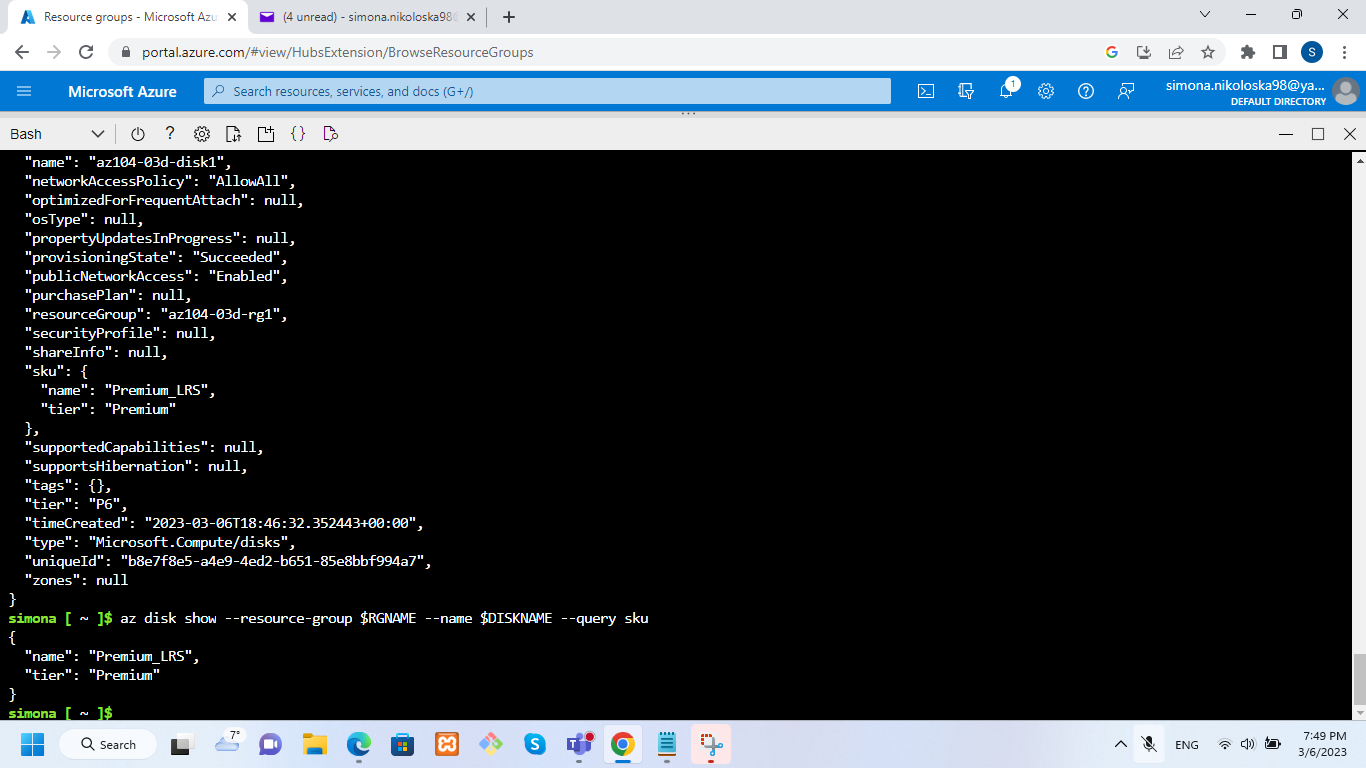 Resource groups - Microsoft Azu
(4 unread) - simona.nikoloska98@
portal.azure.com/#view/HubsExtension/BrowseResourceGroups
S
Microsoft Azure
Search resources, services, and docs (G+/)
1
simona.nikoloska98@ya...
DEFAULT DIRECTORY
Bash
"name": "az104-03d-disk1",
"networkAccessPolicy": "AllowAll",
"optimizedForFrequentAttach": null,
"osType": null,
"propertyUpdatesInProgress": null,
"provisioningState": "Succeeded",
"publicNetworkAccess": "Enabled",
"purchasePlan": null,
"resourceGroup": "az104-03d-rg1",
"securityProfile": null,
"shareInfo": null,
"sku": {
"name": "Premium_LRS",
"tier": "Premium"
},
"supportedCapabilities": null,
"supportsHibernation": null,
"tags": {},
"tier": "P6",
"timeCreated": "2023-03-06T18:46:32.352443+00:00",
"type": "Microsoft.Compute/disks",
"uniqueId": "b8e7f8e5-a4e9-4ed2-b651-85e8bbf994a7",
"zones": null
}
simona [ ~ ]$ az disk show --resource-group $RGNAME --name $DISKNAME --query sku
{
"name": "Premium_LRS",
"tier": "Premium"
}
simona [ ~ ]$
Search
7°
ENG
7:49 PM
3/6/2023